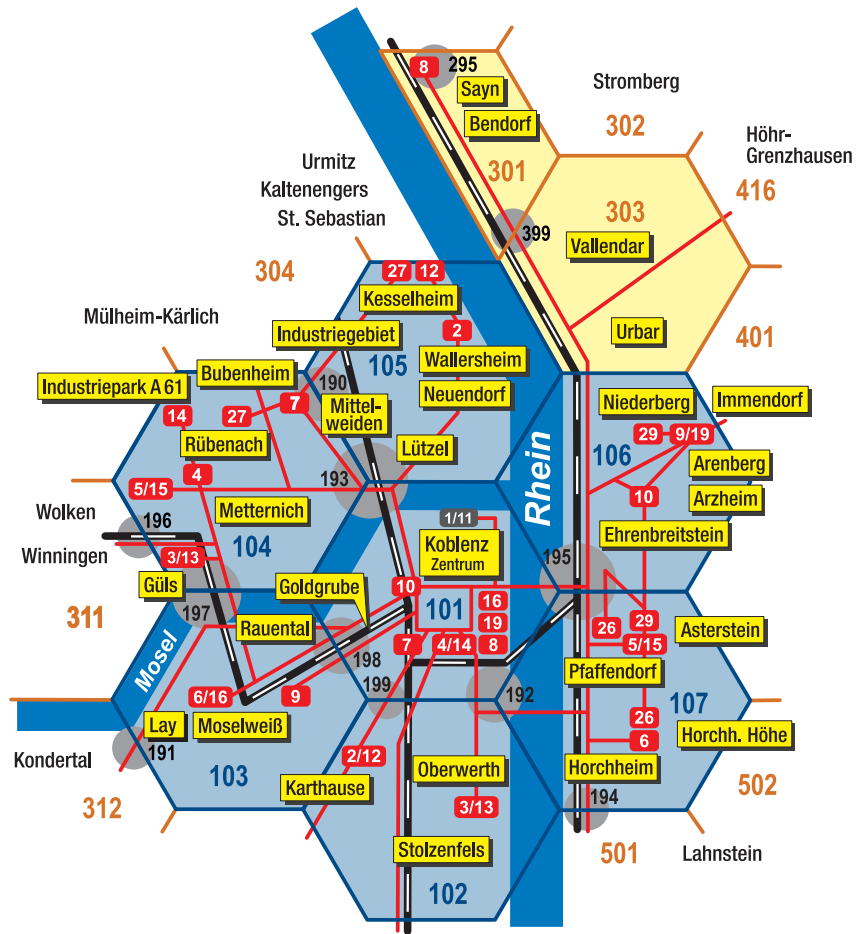 8
295
Sayn
Bendorf
Stromberg
302
Höhr-
Grenzhausen
416
301
303
399
Vallendar
Urbar
401
Urmitz
Kaltenengers
St. Sebastian
304
27
12
Kesselheim
2
Industriegebiet
105
Wallersheim
Neuendorf
Mülheim-Kärlich
Bubenheim
190
Industriepark A 61
7
Mittel-
weiden
14
27
Rübenach
Lützel
Niederberg
Immendorf
29
9/19
106
Arenberg
4
193
5/15
10
Arzheim
Rhein
Metternich
Wolken
196
1/11
Ehrenbreitstein
104
Koblenz
Zentrum
Winningen
3/13
195
Güls
Goldgrube
10
311
197
101
16
Rauental
19
26
29
Asterstein
Mosel
7
4/14
8
5/15
198
Pfaffendorf
199
6/16
9
192
107
Lay
Moselweiß
26
191
6
Horchh. Höhe
Kondertal
103
2/12
Oberwerth
Horchheim
Karthause
502
312
3/13
194
501
Stolzenfels
Lahnstein
102